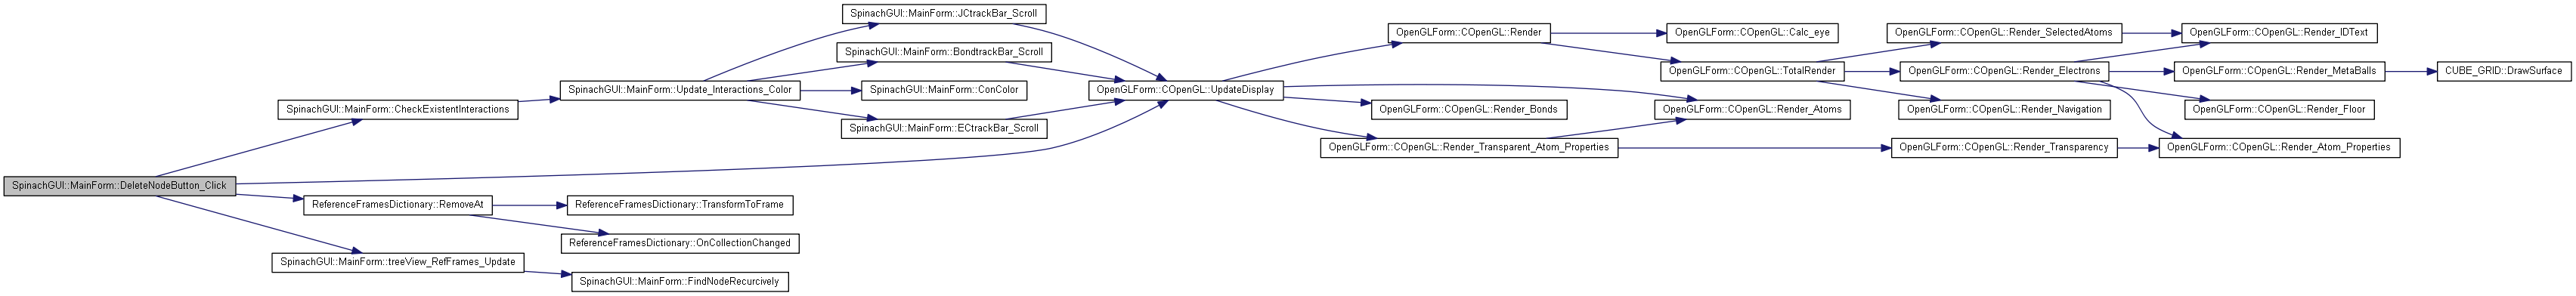 SpinachGUI::MainForm::DeleteNodeButton_Click
SpinachGUI::MainForm::CheckExistentInteractions
ReferenceFramesDictionary::RemoveAt
SpinachGUI::MainForm::treeView_RefFrames_Update
SpinachGUI::MainForm::Update_Interactions_Color
ReferenceFramesDictionary::TransformToFrame
ReferenceFramesDictionary::OnCollectionChanged
SpinachGUI::MainForm::FindNodeRecurcively
SpinachGUI::MainForm::JCtrackBar_Scroll
SpinachGUI::MainForm::BondtrackBar_Scroll
SpinachGUI::MainForm::ConColor
SpinachGUI::MainForm::ECtrackBar_Scroll
OpenGLForm::COpenGL::UpdateDisplay
OpenGLForm::COpenGL::Render
OpenGLForm::COpenGL::Render_Bonds
OpenGLForm::COpenGL::Render_Transparent_Atom_Properties
OpenGLForm::COpenGL::Calc_eye
OpenGLForm::COpenGL::TotalRender
OpenGLForm::COpenGL::Render_Atoms
OpenGLForm::COpenGL::Render_SelectedAtoms
OpenGLForm::COpenGL::Render_Electrons
OpenGLForm::COpenGL::Render_Navigation
OpenGLForm::COpenGL::Render_Transparency
OpenGLForm::COpenGL::Render_IDText
OpenGLForm::COpenGL::Render_MetaBalls
OpenGLForm::COpenGL::Render_Floor
OpenGLForm::COpenGL::Render_Atom_Properties
CUBE_GRID::DrawSurface